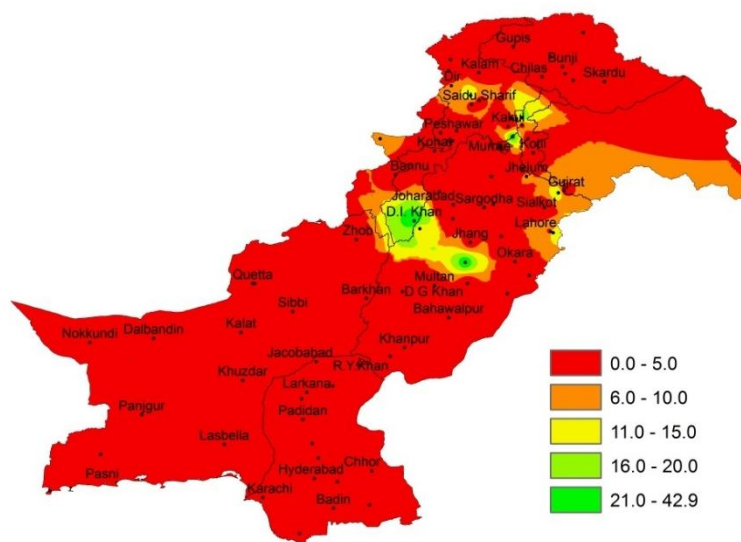 Gupis
Kalam
Bunji
Chilas
Skardu
Dir
Saidu Sharif
Kakul
Peshawar
Kohat
Murree
Kotli
Bannu
Jhelum
Gujrat
Joharabad
Sargodha
Sialkot
D.I. Khan
Lahore
Zhob
Jhang
Okara
Quetta
Multan
Barkhan
D G Khan
Sibbi
Bahawalpur
Nokkundi
Dalbandin
Kalat
Khanpur
Jacobabad
R.Y.Khan
Khuzdar
Larkana
Panjgur
Padidan
Lasbella
Pasni
Hyderabad
Chhor
Karachi
Badin
0.0 - 5.0
6.0 - 10.0
11.0 - 15.0
16.0 - 20.0
21.0 - 42.9